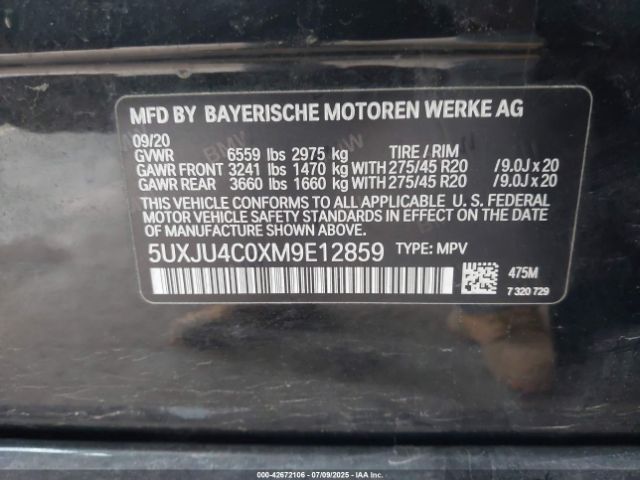 MFD BY BAYERISCHE MOTOREN WERKE AG
09/20
GVWR 6559 lbs 2975 kg TIRE / RIM
GAWR FRONT 3241 lbs 1470 kg WITH 275/45 R20 /9.0J x 20
GAWR REAR 3660 lbs 1660 kg WITH 275/45 R20 /9.0J x 20
THIS VEHICLE CONFORMS TO ALL APPLICABLE U. S. FEDERAL
MOTOR VEHICLE SAFETY STANDARDS IN EFFECT ON THE DATE OF
MANUFACTURE SHOWN ABOVE.
5UXJU4C0XM9E12859 TYPE: MPV
475M
7 320 729
000-42672106 - 07/09/2025 - IAAI.COM